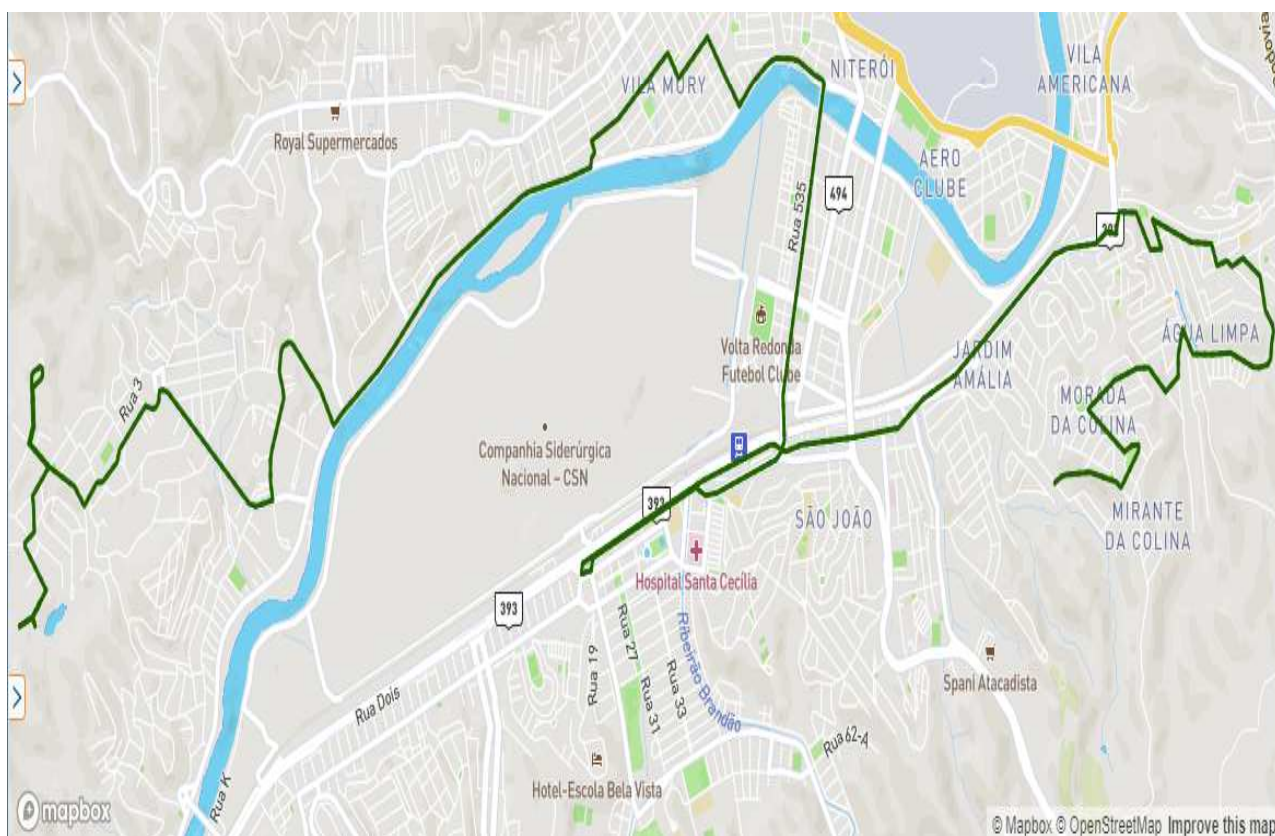 VILA MURY
NITERÓI
VILA
AMERICANA
Royal Supermercados
AERO
CLUBE
494
Rua 535
Rua 3
Volta Redonda
Futebol Clube
JARDIM
AMÁLIA
ÁGUA LIMPA
MORADA
DA COLINA
Companhia Siderúrgica
Nacional – CSN
393
SÃO JOÃO
MIRANTE
DA COLINA
Hospital Santa Cecília
393
Rua 19
Rua 27
Rua 31
Rua 33
Ribeirão Brandão
Rua Dois
Rua K
Spani Atacadista
Rua 62-A
Hotel-Escola Bela Vista
mapbox
© Mapbox © OpenStreetMap Improve this map